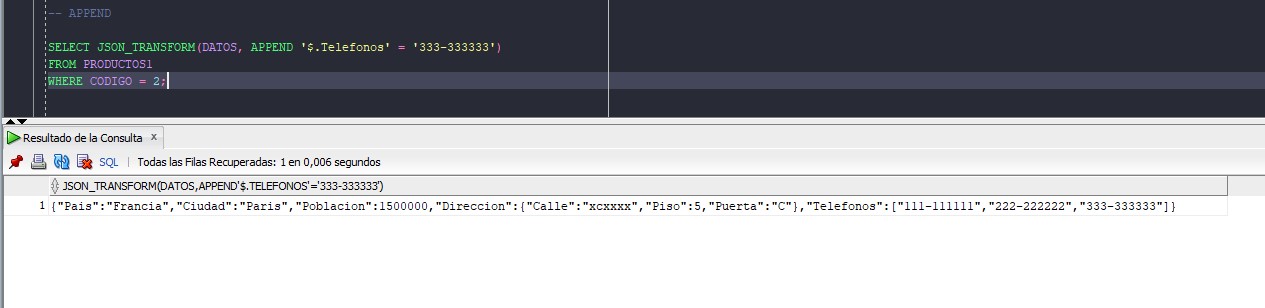 -- APPEND
SELECT JSON_TRANSFORM(DATOS, APPEND '$.Telefonos' = '333-333333')
FROM PRODUCTOS1
WHERE CODIGO = 2;
Resultado de la Consulta x
SQL | Todas las Filas Recuperadas: 1 en 0,006 segundos
JSON_TRANSFORM(DATOS,APPEND'$.TELEFONOS'='333-333333')
1 {"Pais":"Francia","Ciudad":"Paris","Poblacion":1500000,"Direccion":{"Calle":"xcxxxx","Piso":5,"Puerta":"C"},"Telefonos":["111-111111","222-222222","333-333333"]}